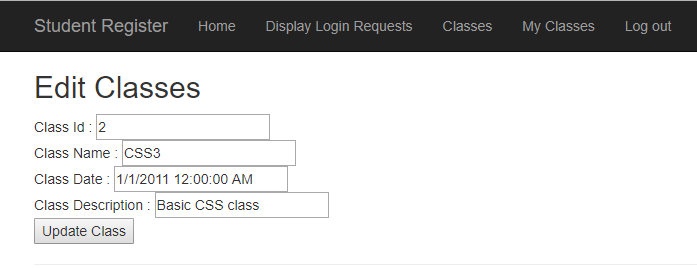 Student Register Home Display Login Requests Classes My Classes Log out
Edit Classes
Class Id : 2
Class Name : CSS3
Class Date : 1/1/2011 12:00:00 AM
Class Description : Basic CSS class
Update Class